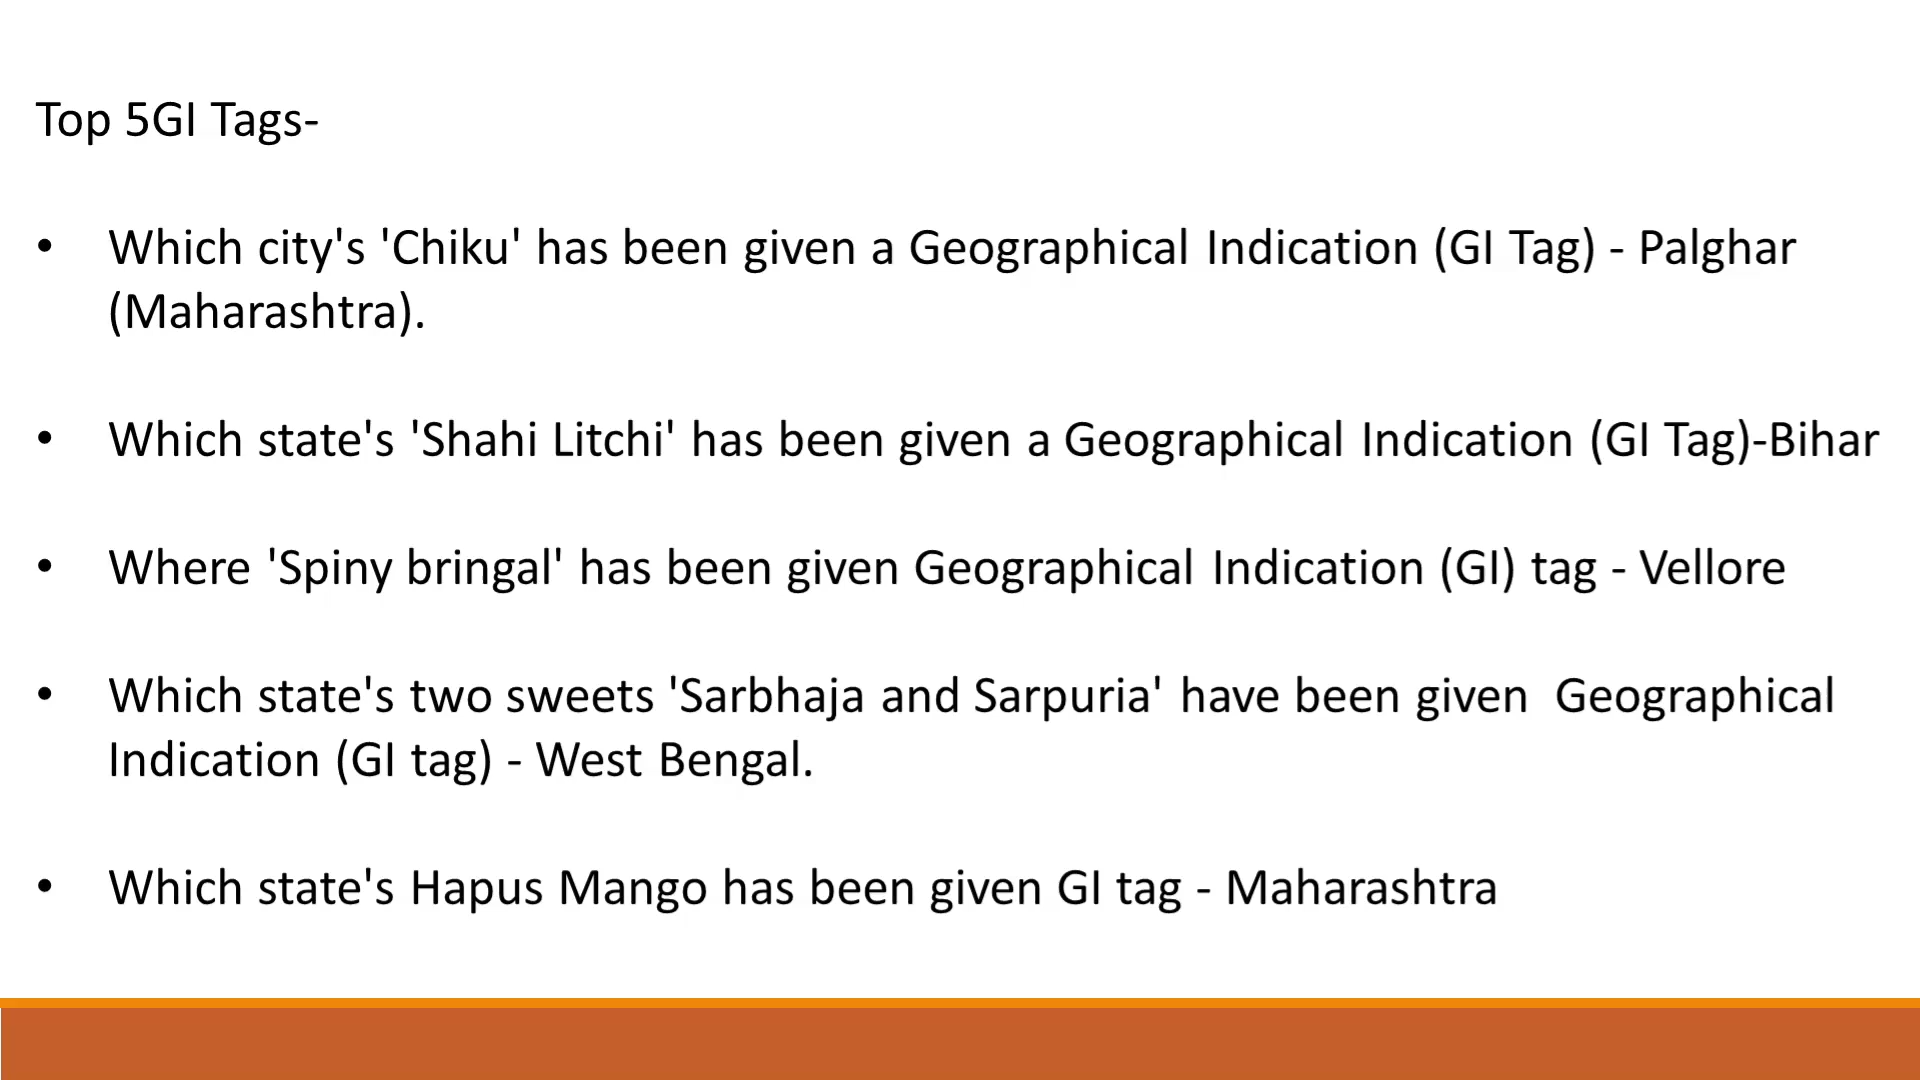 Top 5GI Tags-
• Which city's 'Chiku' has been given a Geographical Indication (GI Tag) - Palghar
(Maharashtra).
• Which state's 'Shahi Litchi' has been given a Geographical Indication (GI Tag)-Bihar
• Where 'Spiny bringal' has been given Geographical Indication (GI) tag - Vellore
• Which state's two sweets 'Sarbhaja and Sarpuria' have been given  Geographical
Indication (GI tag) - West Bengal.
• Which state's Hapus Mango has been given GI tag - Maharashtra